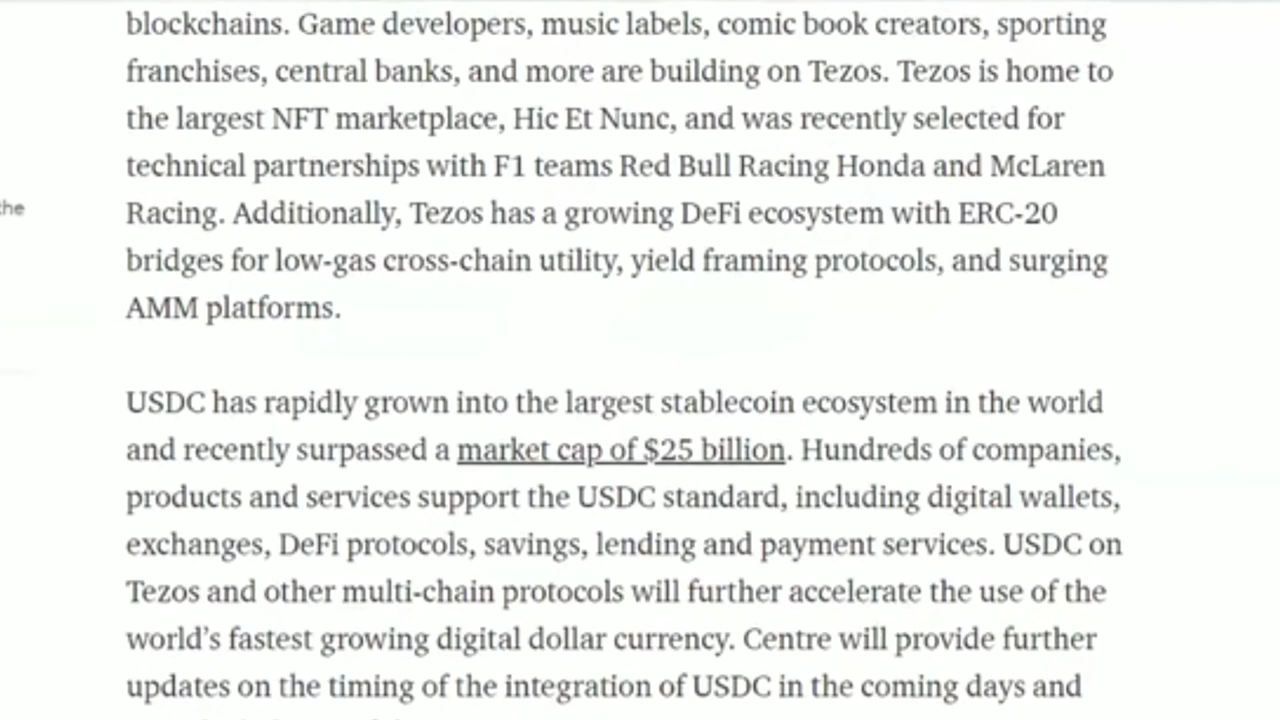 blockchains. Game developers, music labels, comic book creators, sporting
franchises, central banks, and more are building on Tezos. Tezos is home to
the largest NFT marketplace, Hic Et Nunc, and was recently selected for
technical partnerships with F1 teams Red Bull Racing Honda and McLaren
the
Racing. Additionally, Tezos has a growing DeFi ecosystem with ERC-20
bridges for low-gas cross-chain utility, yield framing protocols, and surging
AMM platforms.
USDC has rapidly grown into the largest stablecoin ecosystem in the world
and recently surpassed a market cap of $25 billion. Hundreds of companies,
products and services support the USDC standard, including digital wallets,
exchanges, DeFi protocols, savings, lending and payment services. USDC on
Tezos and other multi-chain protocols will further accelerate the use of the
world’s fastest growing digital dollar currency. Centre will provide further
updates on the timing of the integration of USDC in the coming days and